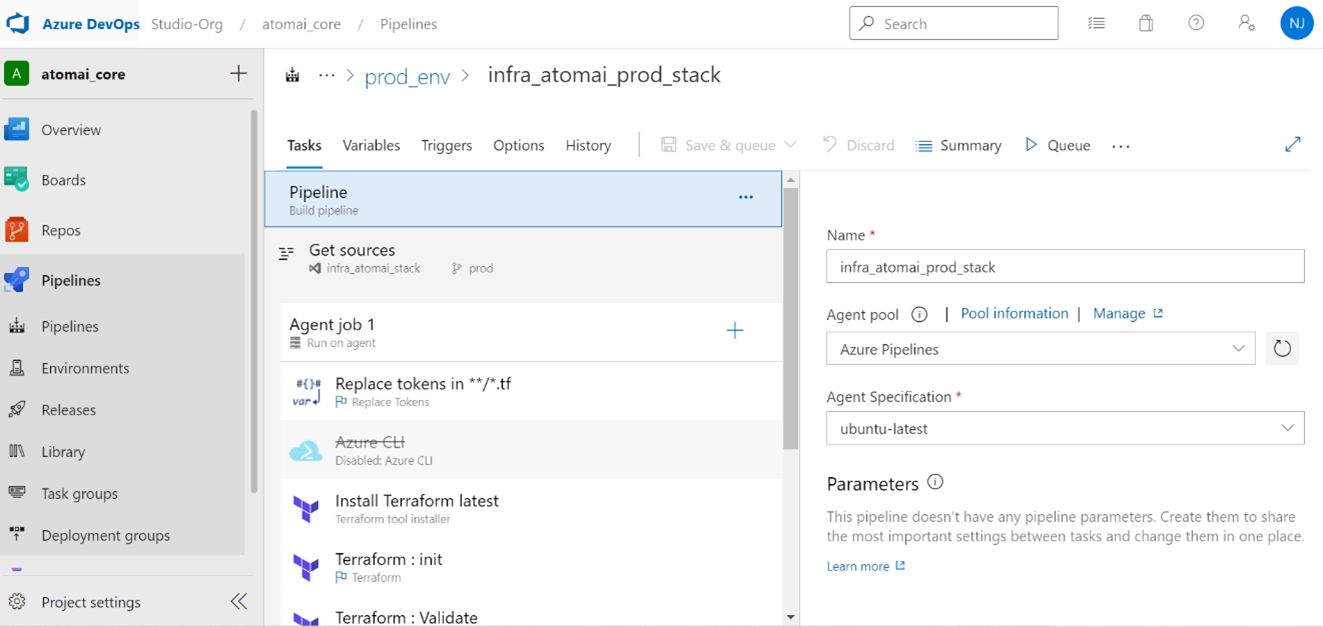 Azure DevOps Studio-Org / atomai_core / Pipelines Search NJ
A atomai_core
Overview
Boards
Repos
Pipelines
Pipelines
Environments
Releases
Library
Task groups
Deployment groups
Project settings
... > prod_env > infra_atomai_prod_stack
Tasks Variables Triggers Options History Save & queue Discard Summary Queue ...
Pipeline ...
Build pipeline
Get sources
infra_atomai_stack prod
Agent job 1
Run on agent
#{}# Replace tokens in **/*.tf
var Replace Tokens
Azure CLI
Disabled: Azure CLI
Install Terraform latest
Terraform tool installer
Terraform : init
Terraform
Terraform : Validate
Name *
infra_atomai_prod_stack
Agent pool | Pool information | Manage
Azure Pipelines
Agent Specification *
ubuntu-latest
Parameters
This pipeline doesn't have any pipeline parameters. Create them to share
the most important settings between tasks and change them in one place.
Learn more